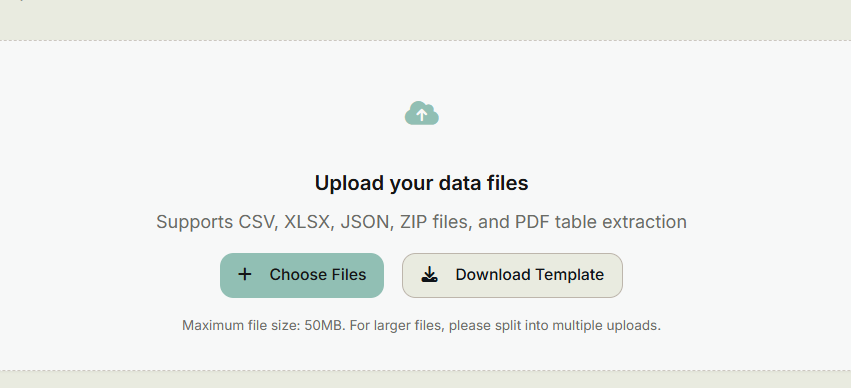 Upload your data files
Supports CSV, XLSX, JSON, ZIP files, and PDF table extraction
Choose Files
Download Template
Maximum file size: 50MB. For larger files, please split into multiple uploads.